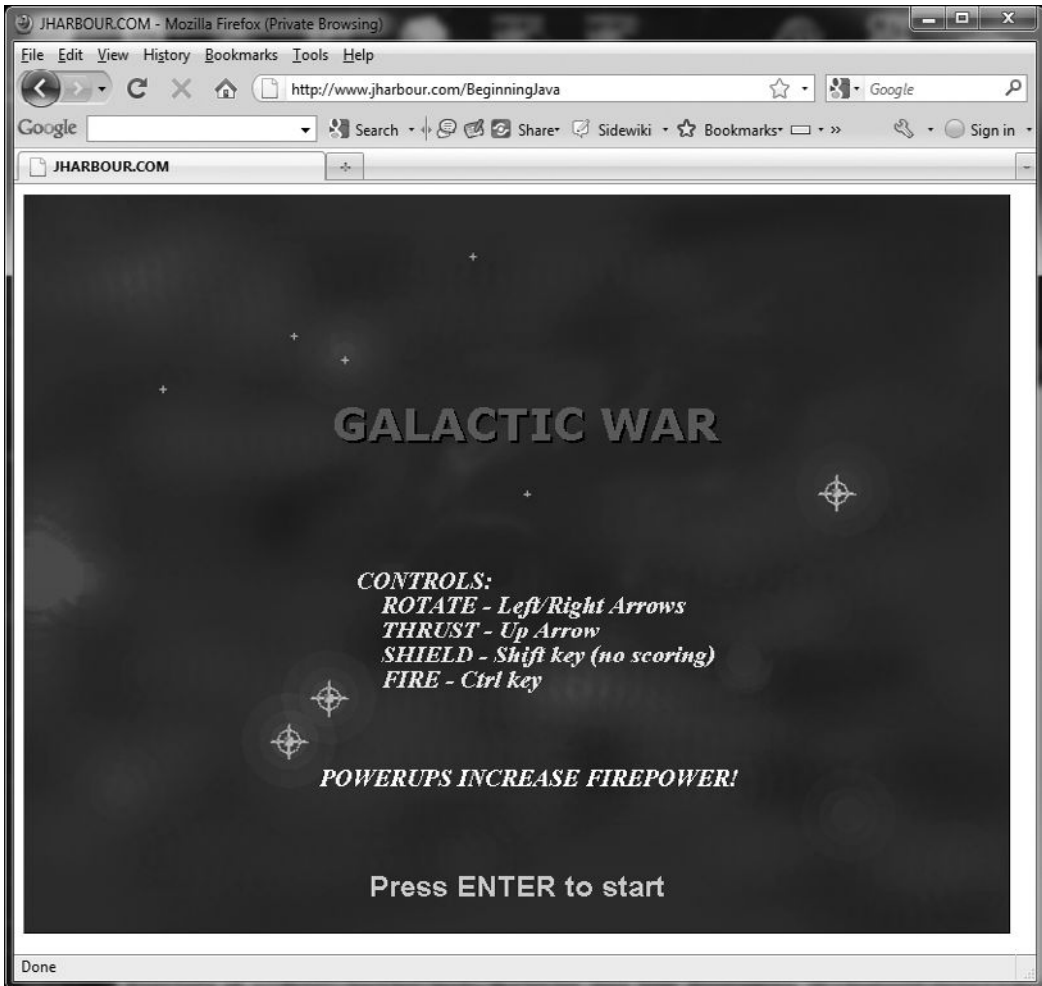 JHARBOUR.COM - Mozilla Firefox (Private Browsing)
File Edit View History Bookmarks Tools Help
http://www.jharbour.com/BeginningJava Google
Google Search Share Sidewiki Bookmarks » Sign in
JHARBOUR.COM
GALACTIC WAR
CONTROLS:
ROTATE - Left/Right Arrows
THRUST - Up Arrow
SHIELD - Shift key (no scoring)
FIRE - Ctrl key
POWERUPS INCREASE FIREPOWER!
Press ENTER to start
Done